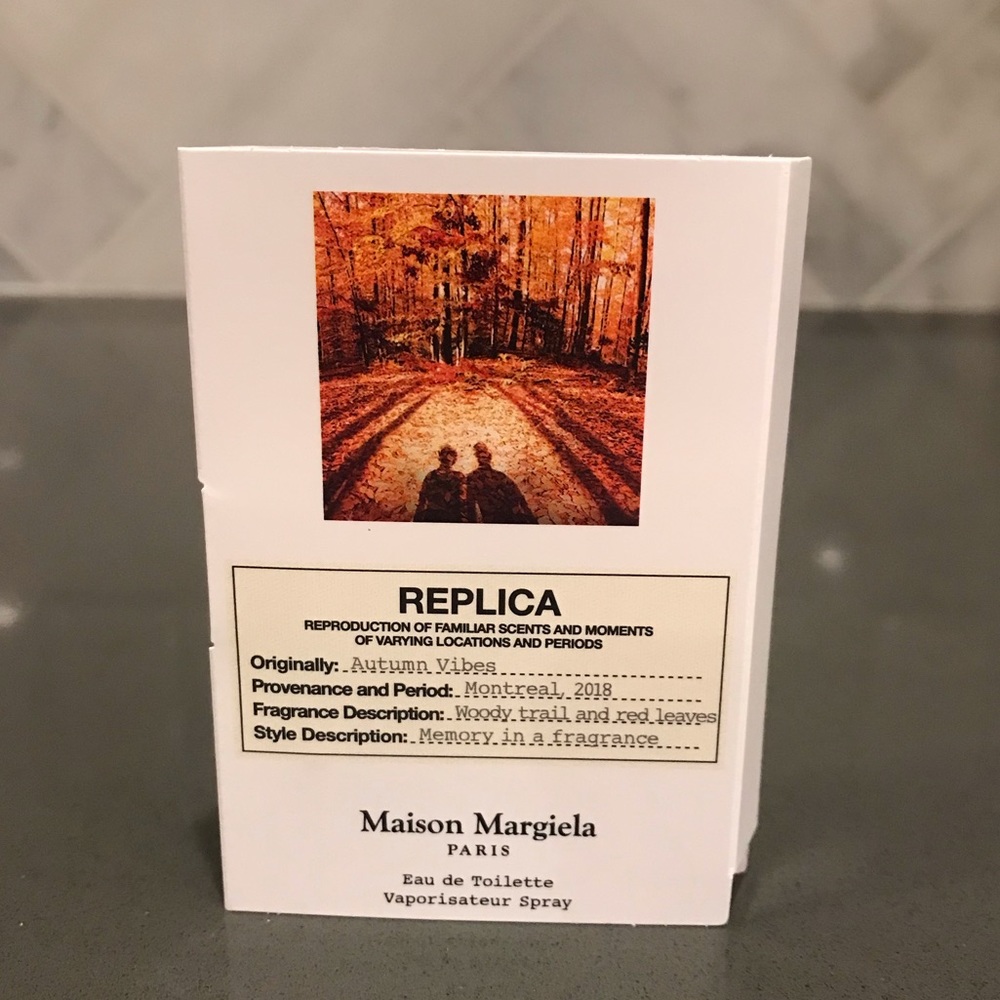 REPLICA
REPRODUCTION OF FAMILIAR SCENTS AND MOMENTS
OF VARYING LOCATIONS AND PERIODS
Originally: Autumn Vibes
Provenance and Period: Montreal, 2018
Fragrance Description: Woody trail and red leaves
Style Description: Memory in a fragrance
Maison Margiela
PARIS
Eau de Toilette
Vaporisateur Spray